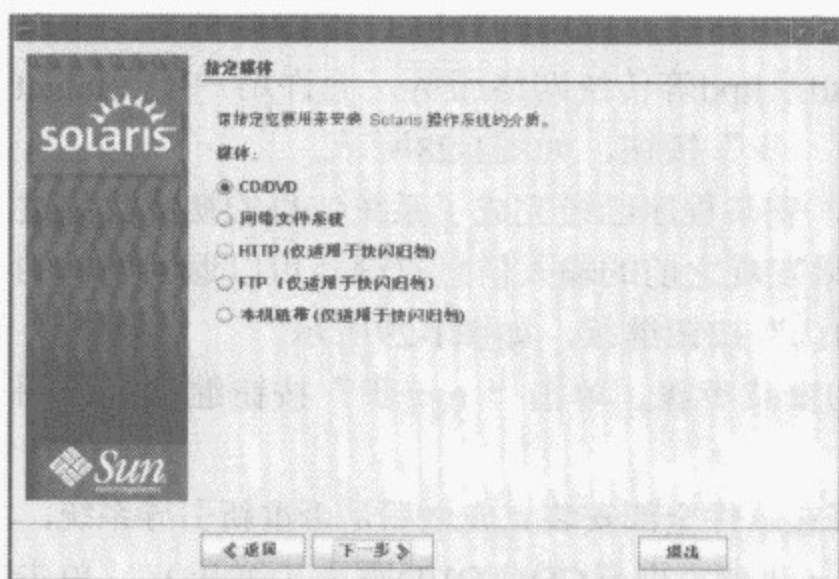 指定媒体
solaris
请指定您要用来安装 Solaris 操作系统的介质。
媒体：
CD/DVD
网络文件系统
HTTP (仅适用于快闪归档)
FTP (仅适用于快闪归档)
本机磁带 (仅适用于快闪归档)
Sun
microsystems
返回
下一步
退出